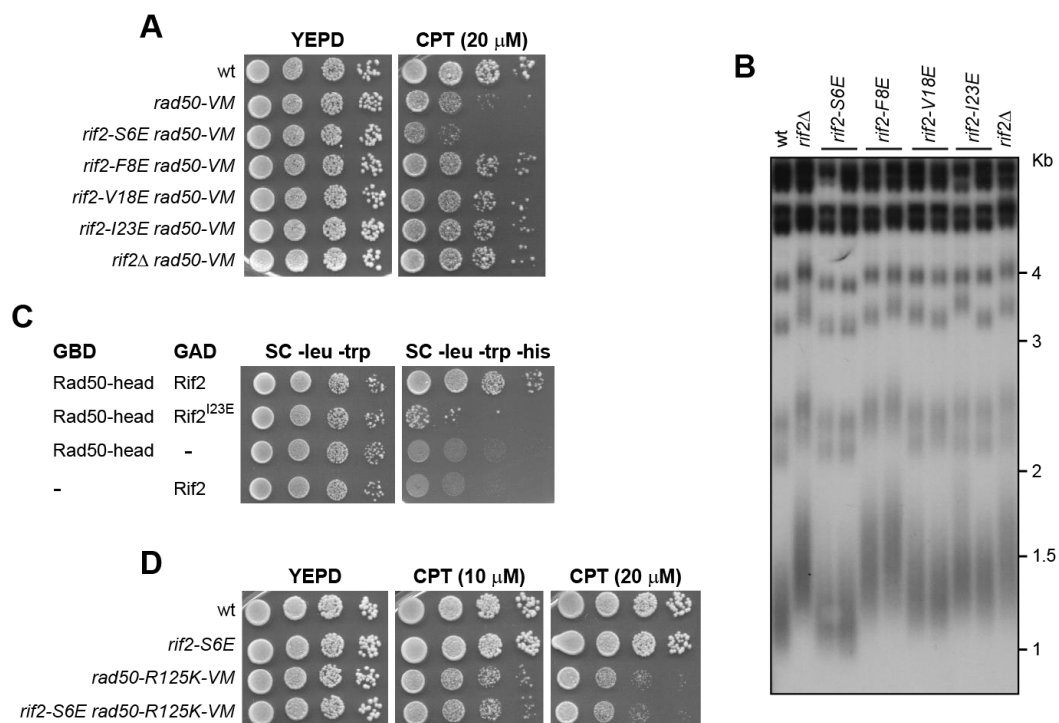 A
YEPD CPT (20 μM)
wt
rad50-VM
rif2-S6E rad50-VM
rif2-F8E rad50-VM
rif2-V18E rad50-VM
rif2-I23E rad50-VM
rif2Δ rad50-VM
B
wt rif2Δ rif2-S6E rif2-F8E rif2-V18E rif2-I23E rif2Δ
Kb
4
3
2
1.5
1
C
GBD GAD SC -leu -trp SC -leu -trp -his
Rad50-head Rif2
Rad50-head Rif2I23E
Rad50-head -
- Rif2
D
YEPD CPT (10 μM) CPT (20 μM)
wt
rif2-S6E
rad50-R125K-VM
rif2-S6E rad50-R125K-VM